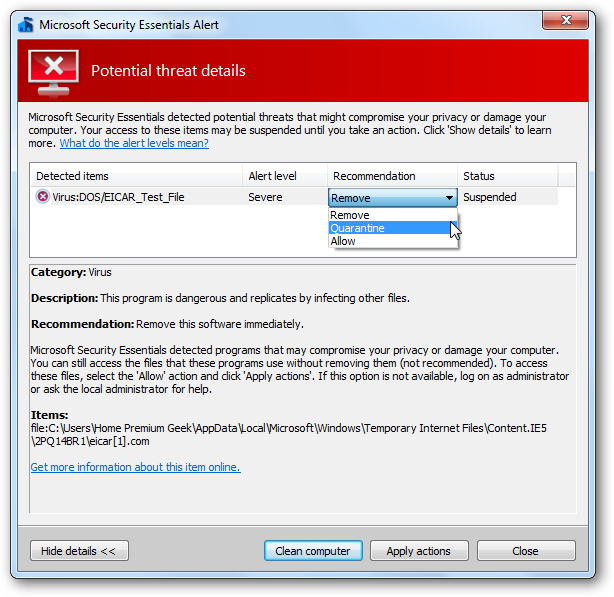 Microsoft Security Essentials Alert
Potential threat details
Microsoft Security Essentials detected potential threats that might compromise your privacy or damage your
computer. Your access to these items may be suspended until you take an action. Click 'Show details' to learn
more. What do the alert levels mean?
Detected items Alert level Recommendation Status
Virus:DOS/EICAR_Test_File Severe Remove Suspended
Remove
Quarantine
Allow
Category: Virus
Description: This program is dangerous and replicates by infecting other files.
Recommendation: Remove this software immediately.
Microsoft Security Essentials detected programs that may compromise your privacy or damage your computer.
You can still access the files that these programs use without removing them (not recommended). To access
these files, select the 'Allow' action and click 'Apply actions'. If this option is not available, log on as administrator
or ask the local administrator for help.
Items:
file:C:\Users\Home Premium Geek\AppData\Local\Microsoft\Windows\Temporary Internet Files\Content.IE5
\2PQ14BR1\eicar[1].com
Get more information about this item online.
Hide details << Clean computer Apply actions Close